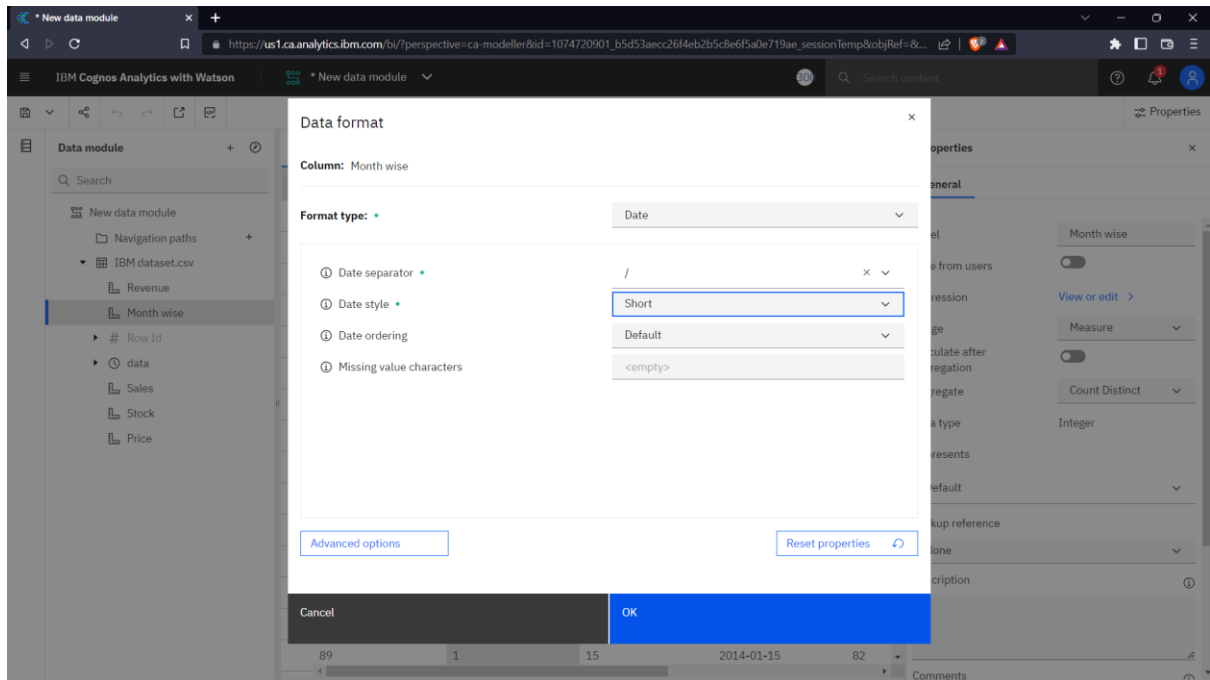 * New data module
https://us1.ca.analytics.ibm.com/bi/?perspective=ca-modeller&id=1074720901_b5d53aecc26f4eb2b5c8e6f5a0e719ae_sessionTemp&objRef=&...
IBM Cognos Analytics with Watson
* New data module
Search content
1
Properties
Data module
Search
New data module
Navigation paths
IBM dataset.csv
Revenue
Month wise
# Row Id
data
Sales
Stock
Price
Data format
Column: Month wise
Format type: •
Date
Date separator •
/
Date style •
Short
Date ordering
Default
Missing value characters
<empty>
Advanced options
Reset properties
Cancel
OK
89 1 15 2014-01-15 82
operties
eneral
el
Month wise
e from users
ression
View or edit >
ge
Measure
culate after
regation
regate
Count Distinct
a type
Integer
resents
efault
kup reference
lone
cription
Comments